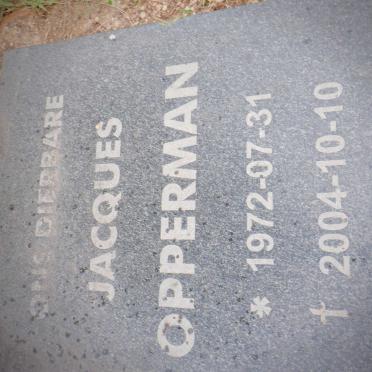 ONS DIERBARE
JACQUES
OPPERMAN
* 1972-07-31
† 2004-10-10